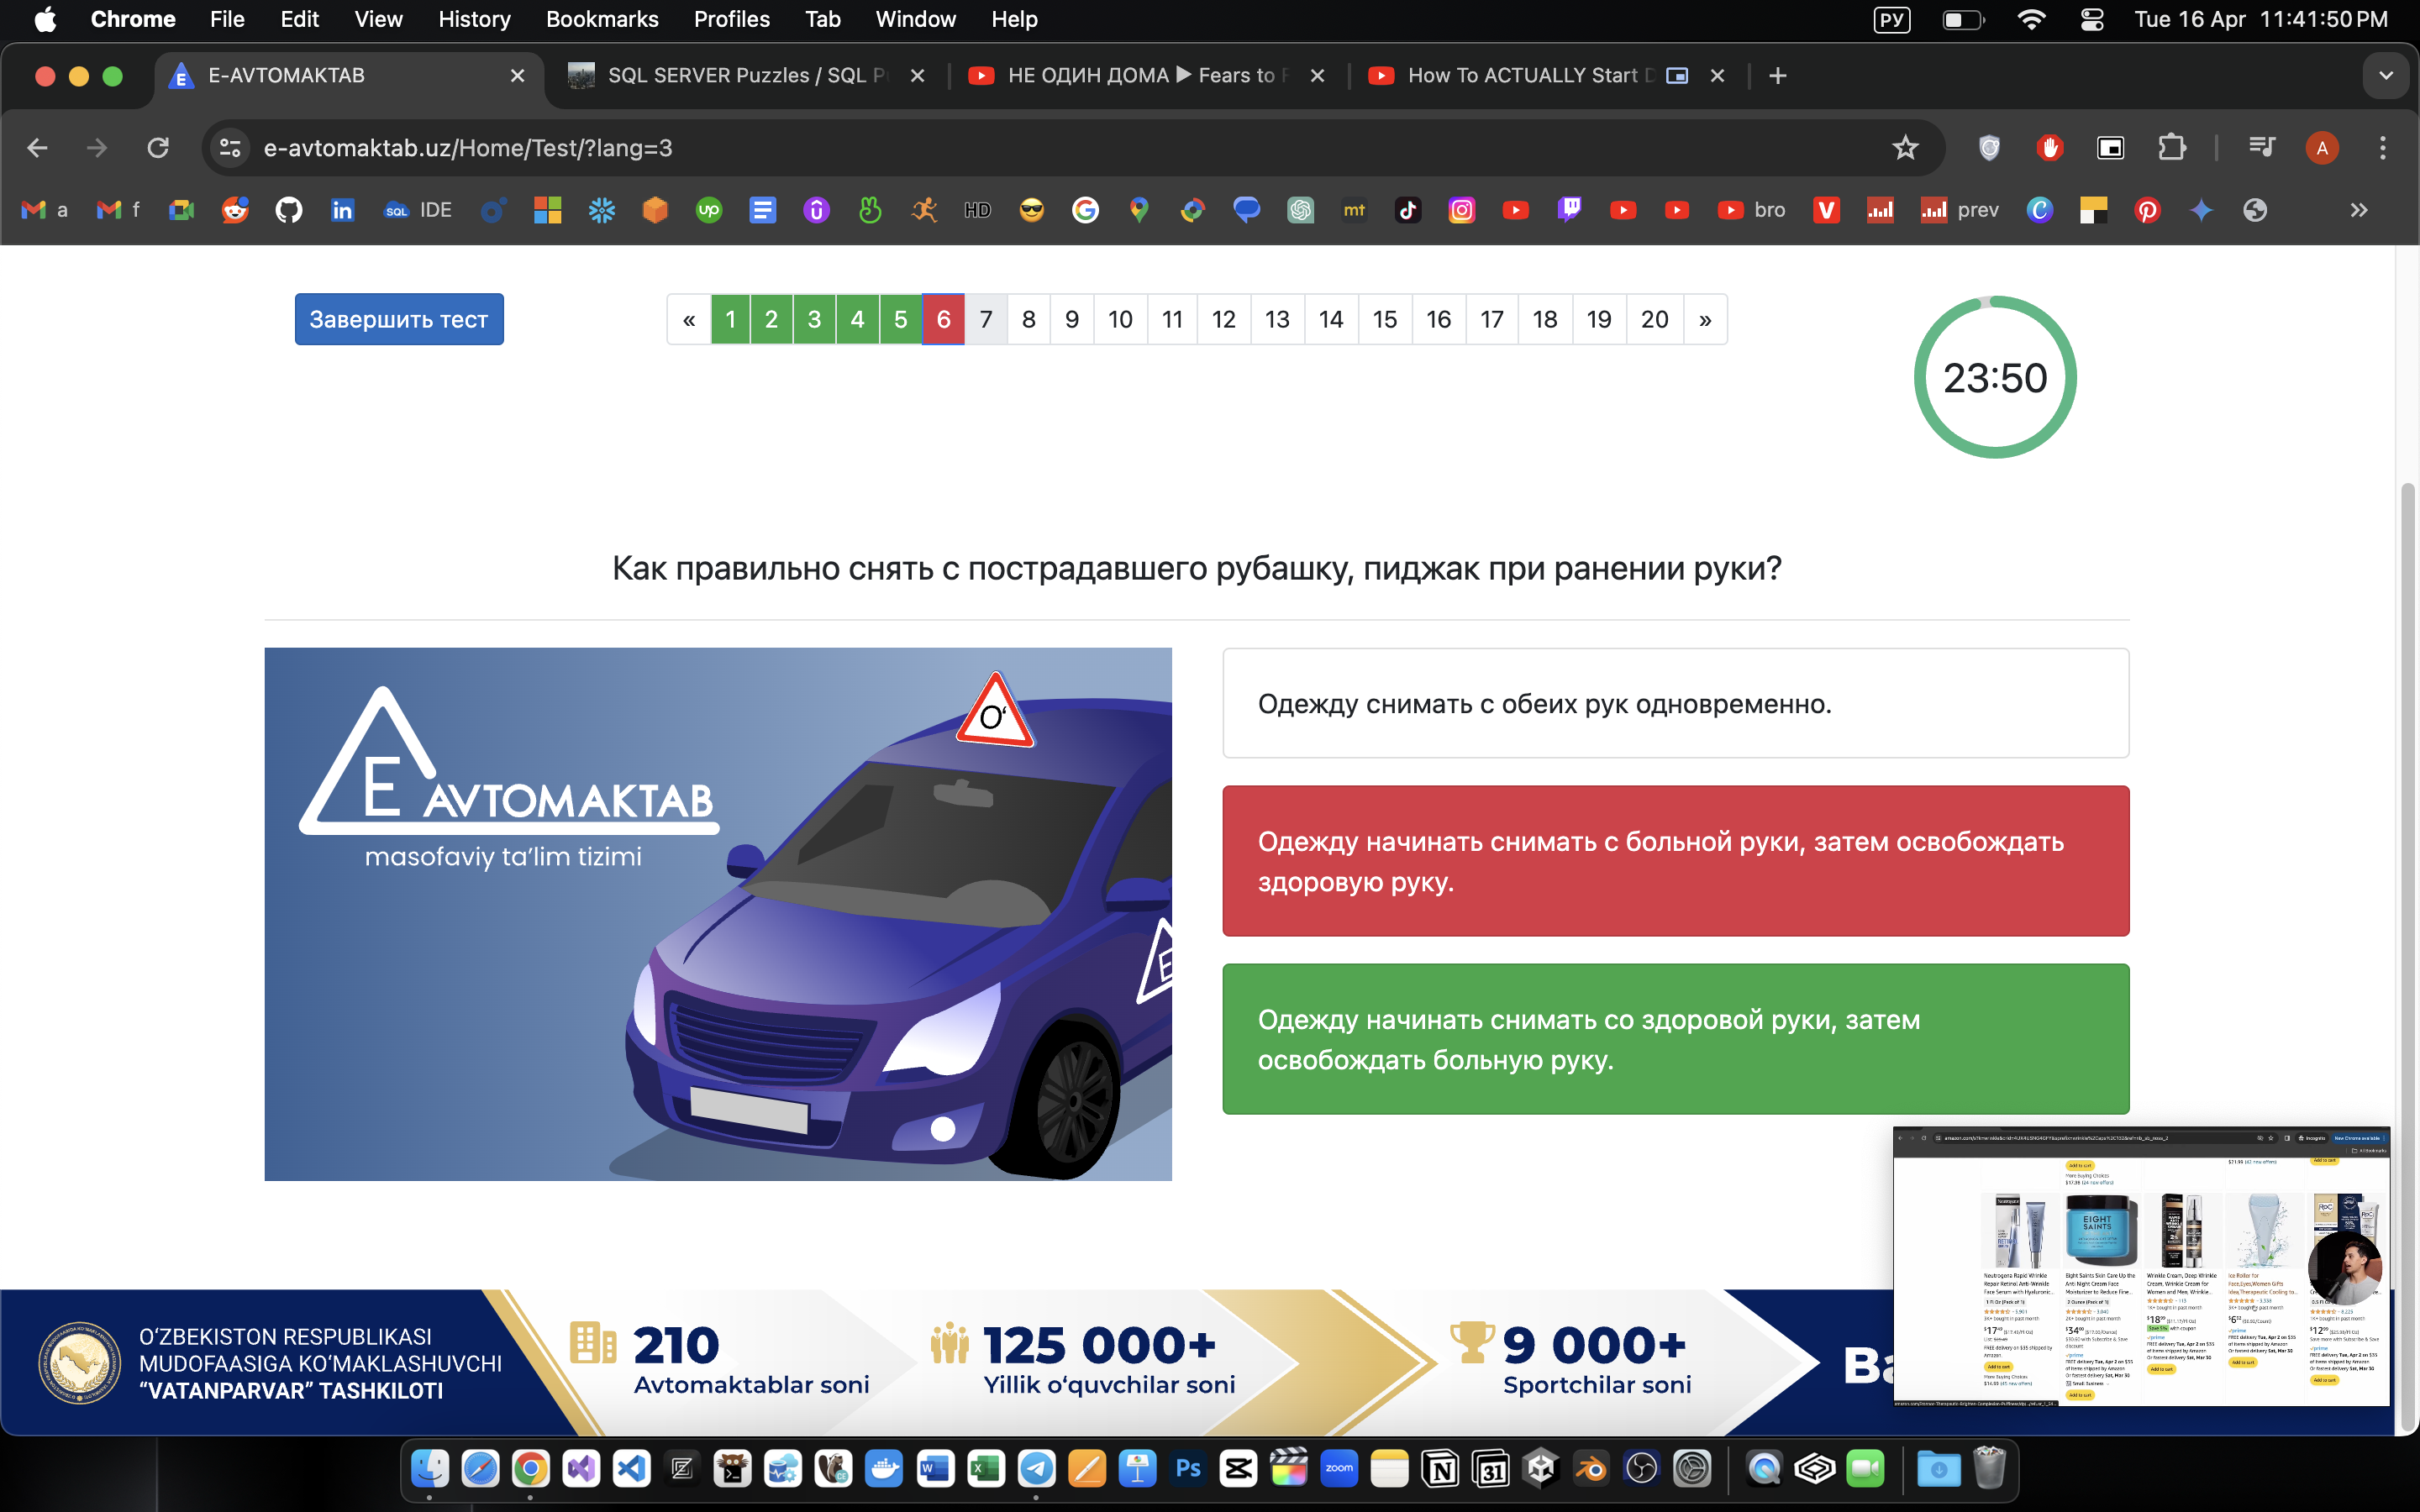 Chrome File Edit View History Bookmarks Profiles Tab Window Help РУ Tue 16 Apr 11:41:50 PM
E-AVTOMAKTAB SQL SERVER Puzzles / SQL НЕ ОДИН ДОМА ▶ Fears to How To ACTUALLY Start
e-avtomaktab.uz/Home/Test/?lang=3 A
a f SQL IDE up HD mt bro prev
Завершить тест
« 1 2 3 4 5 6 7 8 9 10 11 12 13 14 15 16 17 18 19 20 »
23:50
Как правильно снять с пострадавшего рубашку, пиджак при ранении руки?
O‘
E AVTOMAKTAB
masofaviy ta’lim tizimi
E
Одежду снимать с обеих рук одновременно.
Одежду начинать снимать с больной руки, затем освобождать
здоровую руку.
Одежду начинать снимать со здоровой руки, затем
освобождать больную руку.
EIGHT
SAINTS
O‘ZBEKISTON RESPUBLIKASI
MUDOFAASIGA KO‘MAKLASHUVCHI
“VATANPARVAR” TASHKILOTI
210
Avtomaktablar soni
125 000+
Yillik o‘quvchilar soni
9 000+
Sportchilar soni
Ba
Ps zoom 31